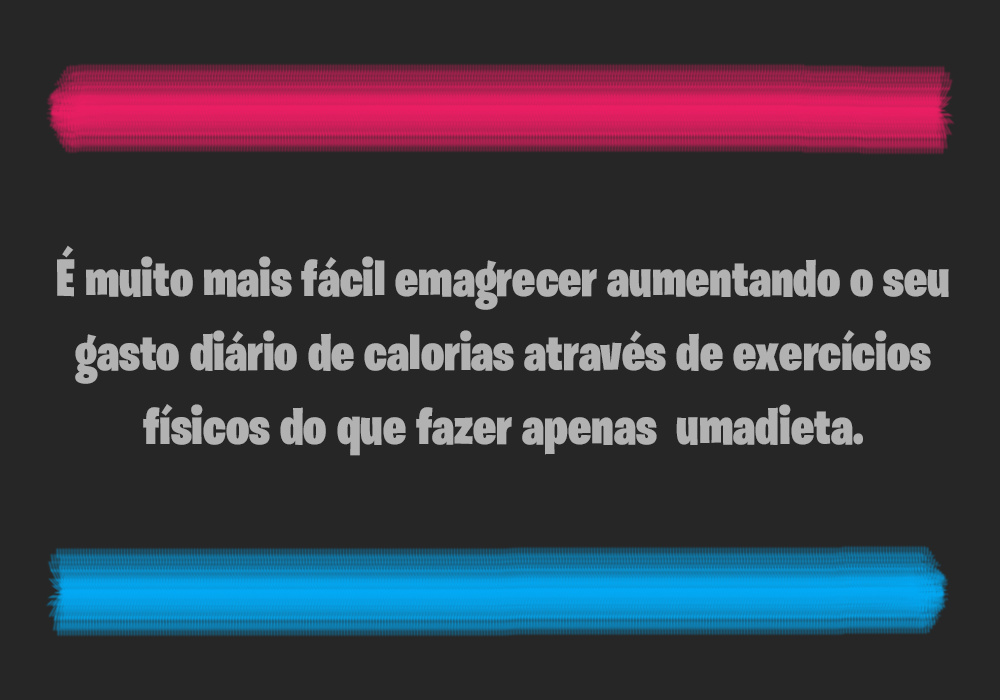 É muito mais fácil emagrecer aumentando o seu
gasto diário de calorias através de exercícios
físicos do que fazer apenas  umadieta.